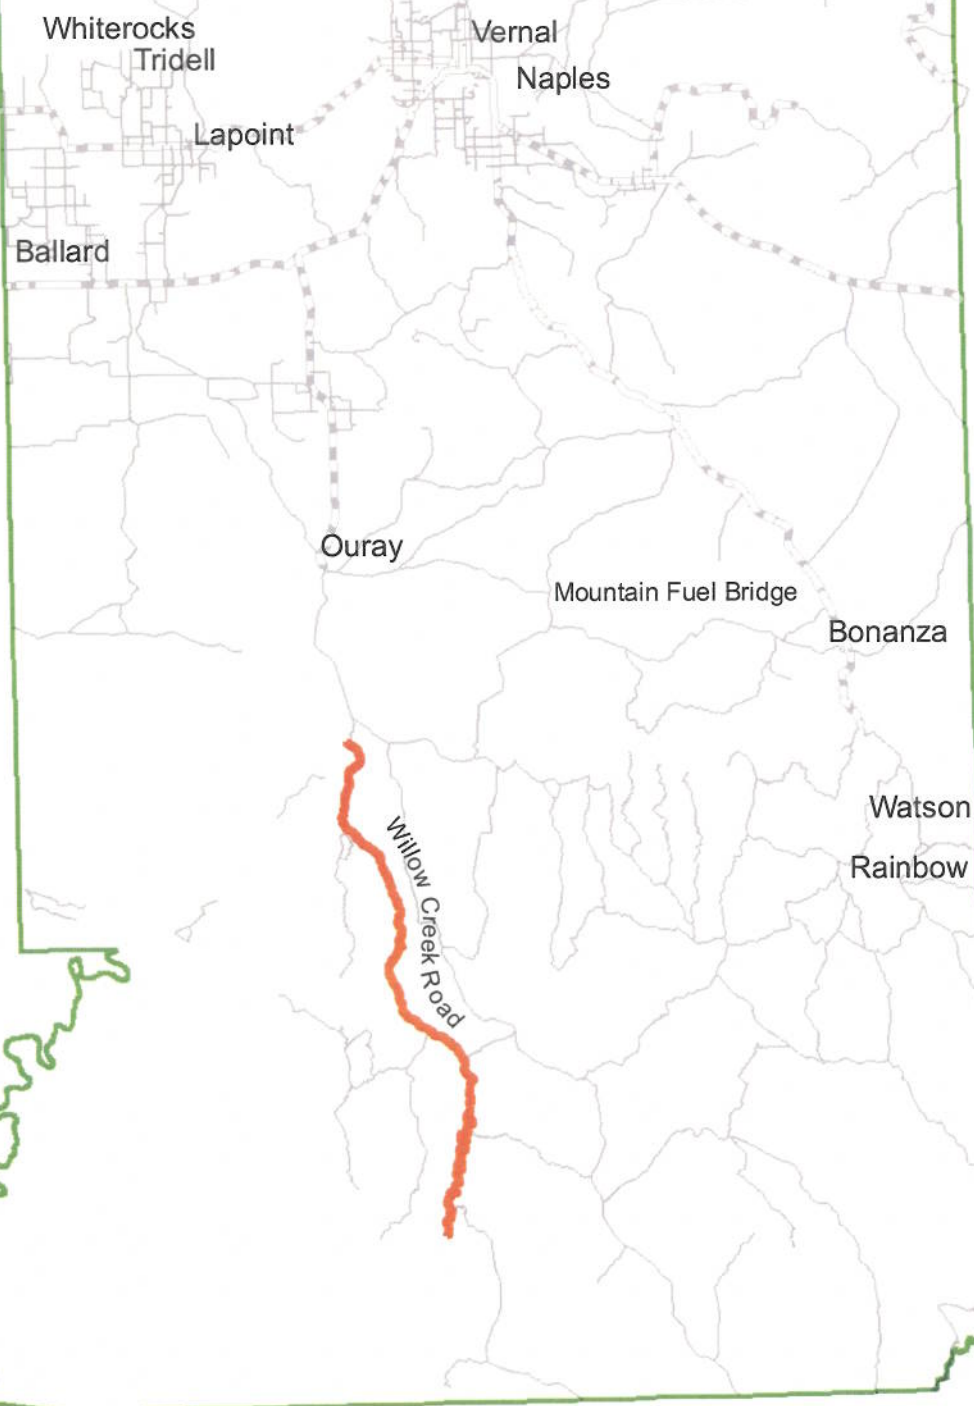 Whiterocks
Vernal
Tridell
Naples
Lapoint
Ballard
Ouray
Mountain Fuel Bridge
Bonanza
Watson
Willow Creek Road
Rainbow